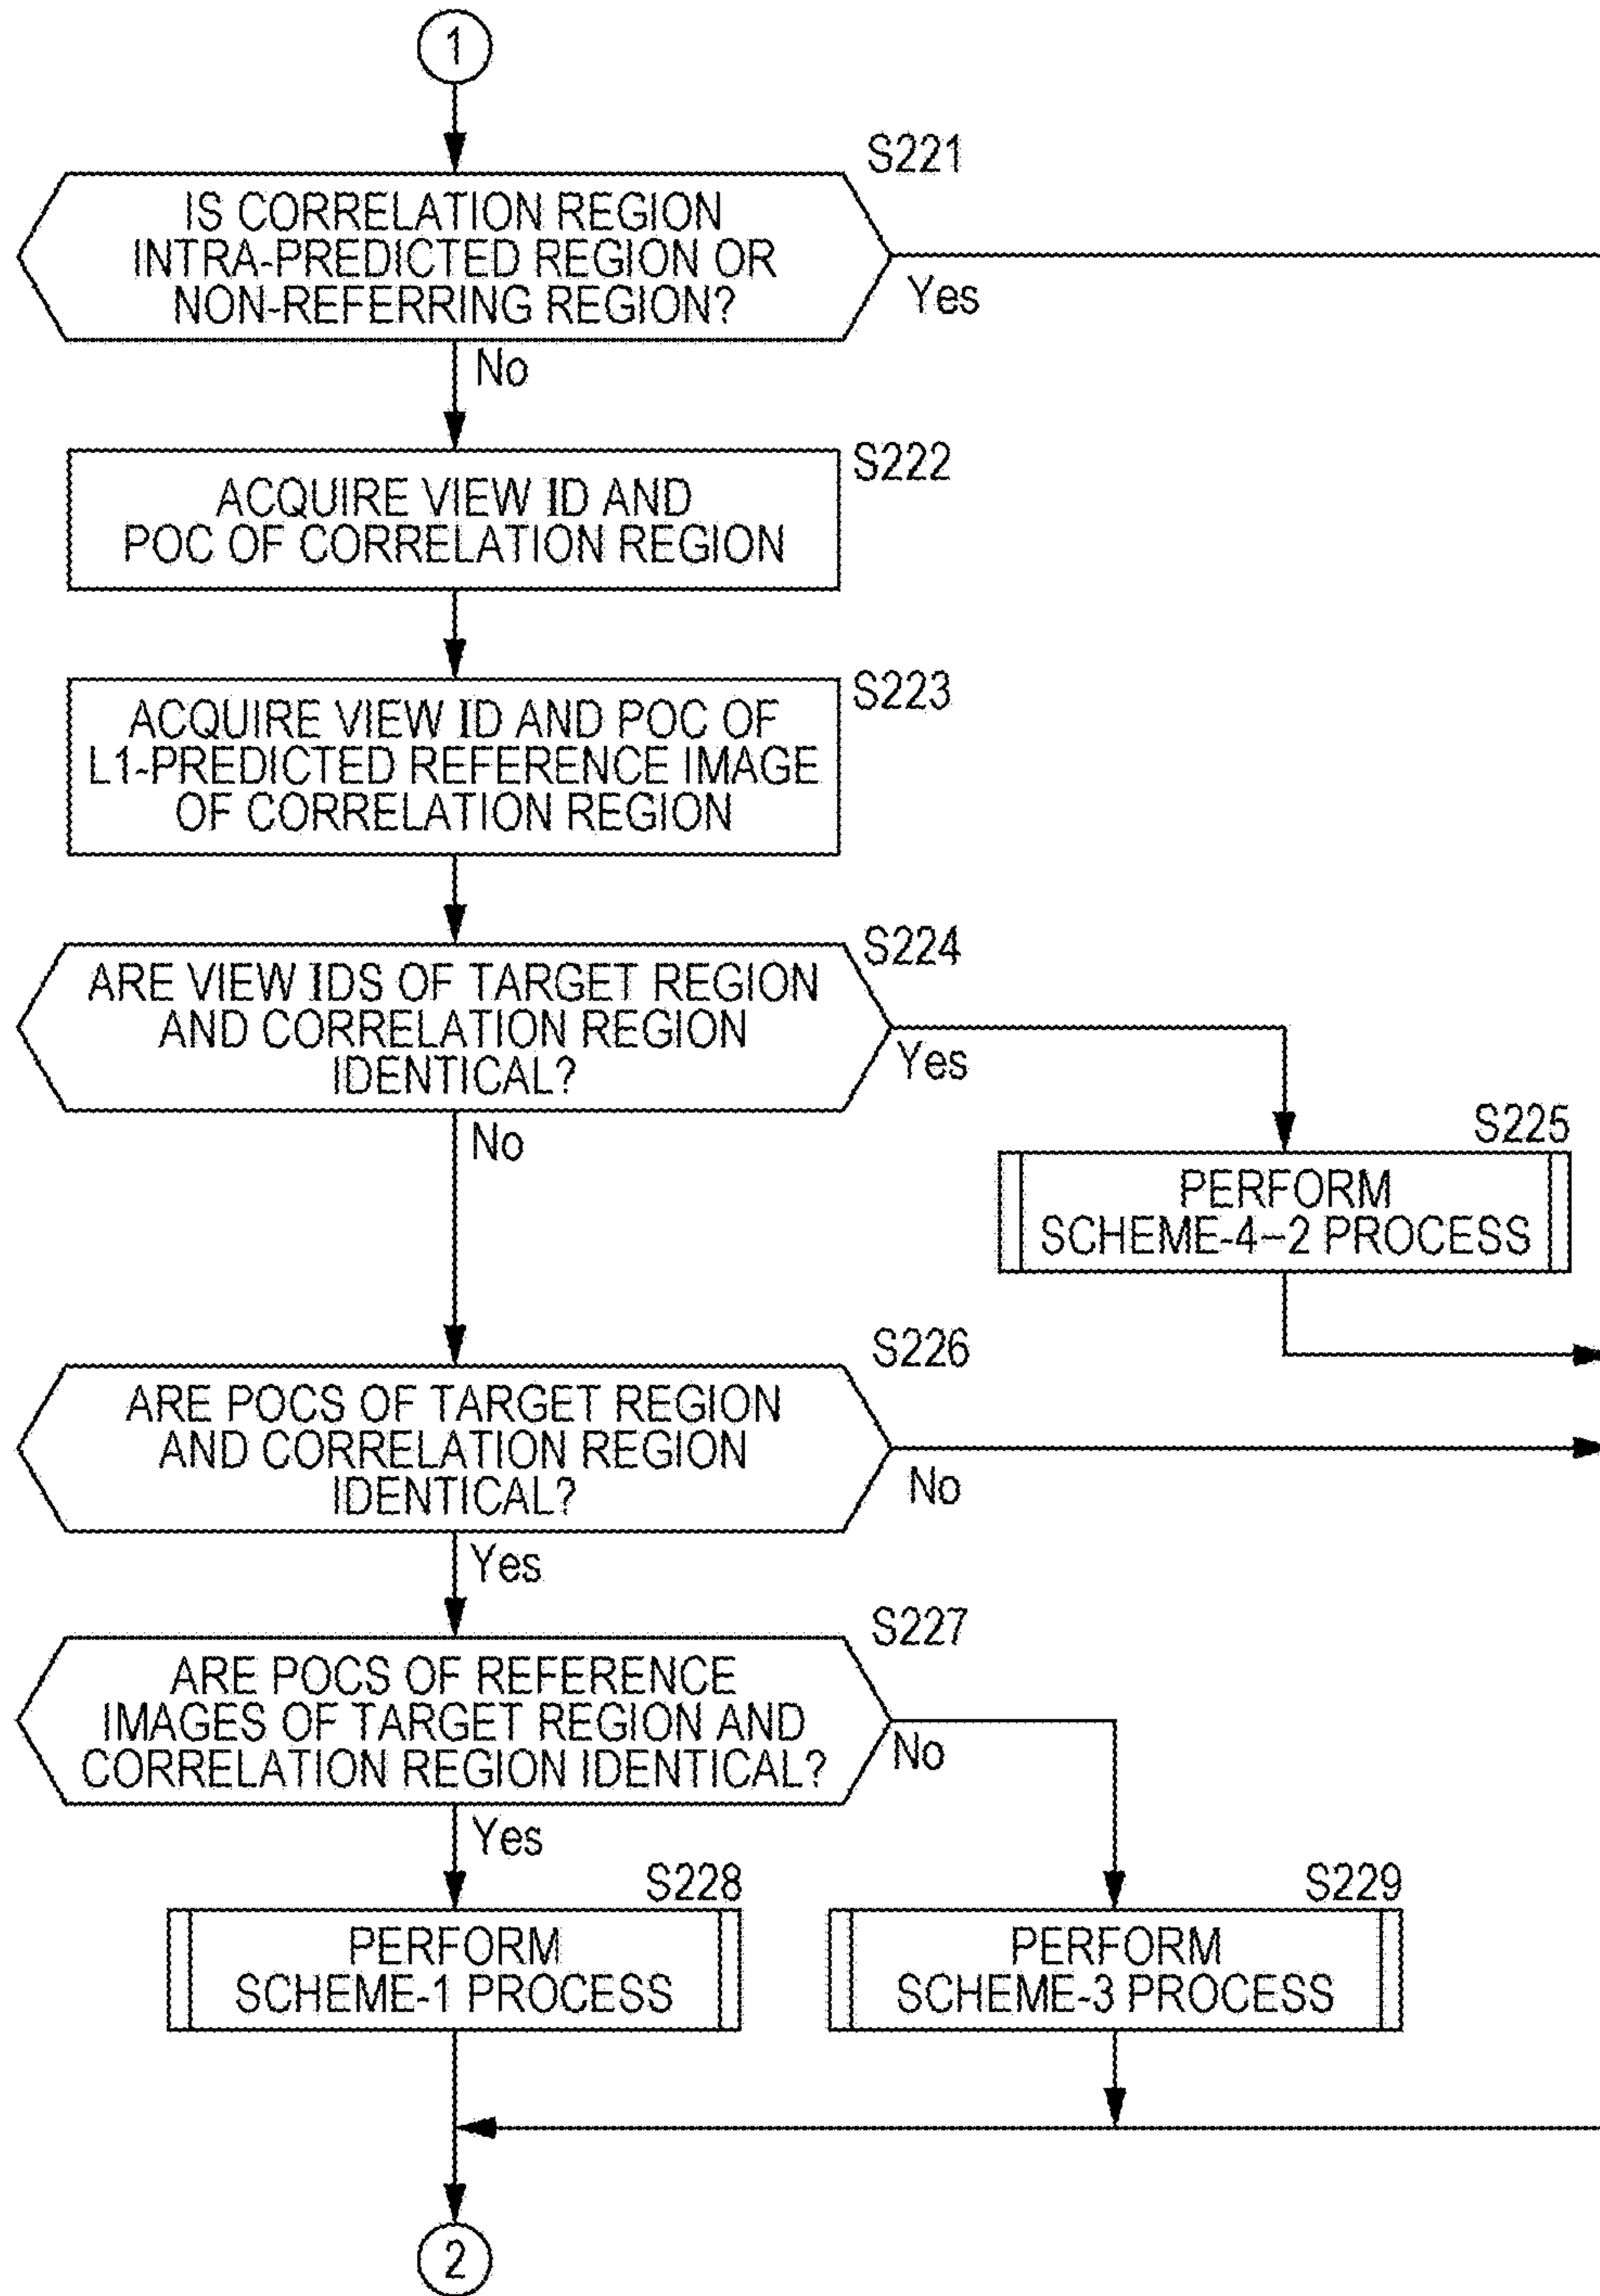 1
S221
IS CORRELATION REGION
INTRA-PREDICTED REGION OR
NON-REFERRING REGION?
Yes
No
S222
ACQUIRE VIEW ID AND
POC OF CORRELATION REGION
S223
ACQUIRE VIEW ID AND POC OF
L1-PREDICTED REFERENCE IMAGE
OF CORRELATION REGION
S224
ARE VIEW IDS OF TARGET REGION
AND CORRELATION REGION
IDENTICAL?
Yes
No
S225
PERFORM
SCHEME-4--2 PROCESS
S226
ARE POCS OF TARGET REGION
AND CORRELATION REGION
IDENTICAL?
No
Yes
S227
ARE POCS OF REFERENCE
IMAGES OF TARGET REGION AND
CORRELATION REGION IDENTICAL?
No
Yes
S228
PERFORM
SCHEME-1 PROCESS
S229
PERFORM
SCHEME-3 PROCESS
2